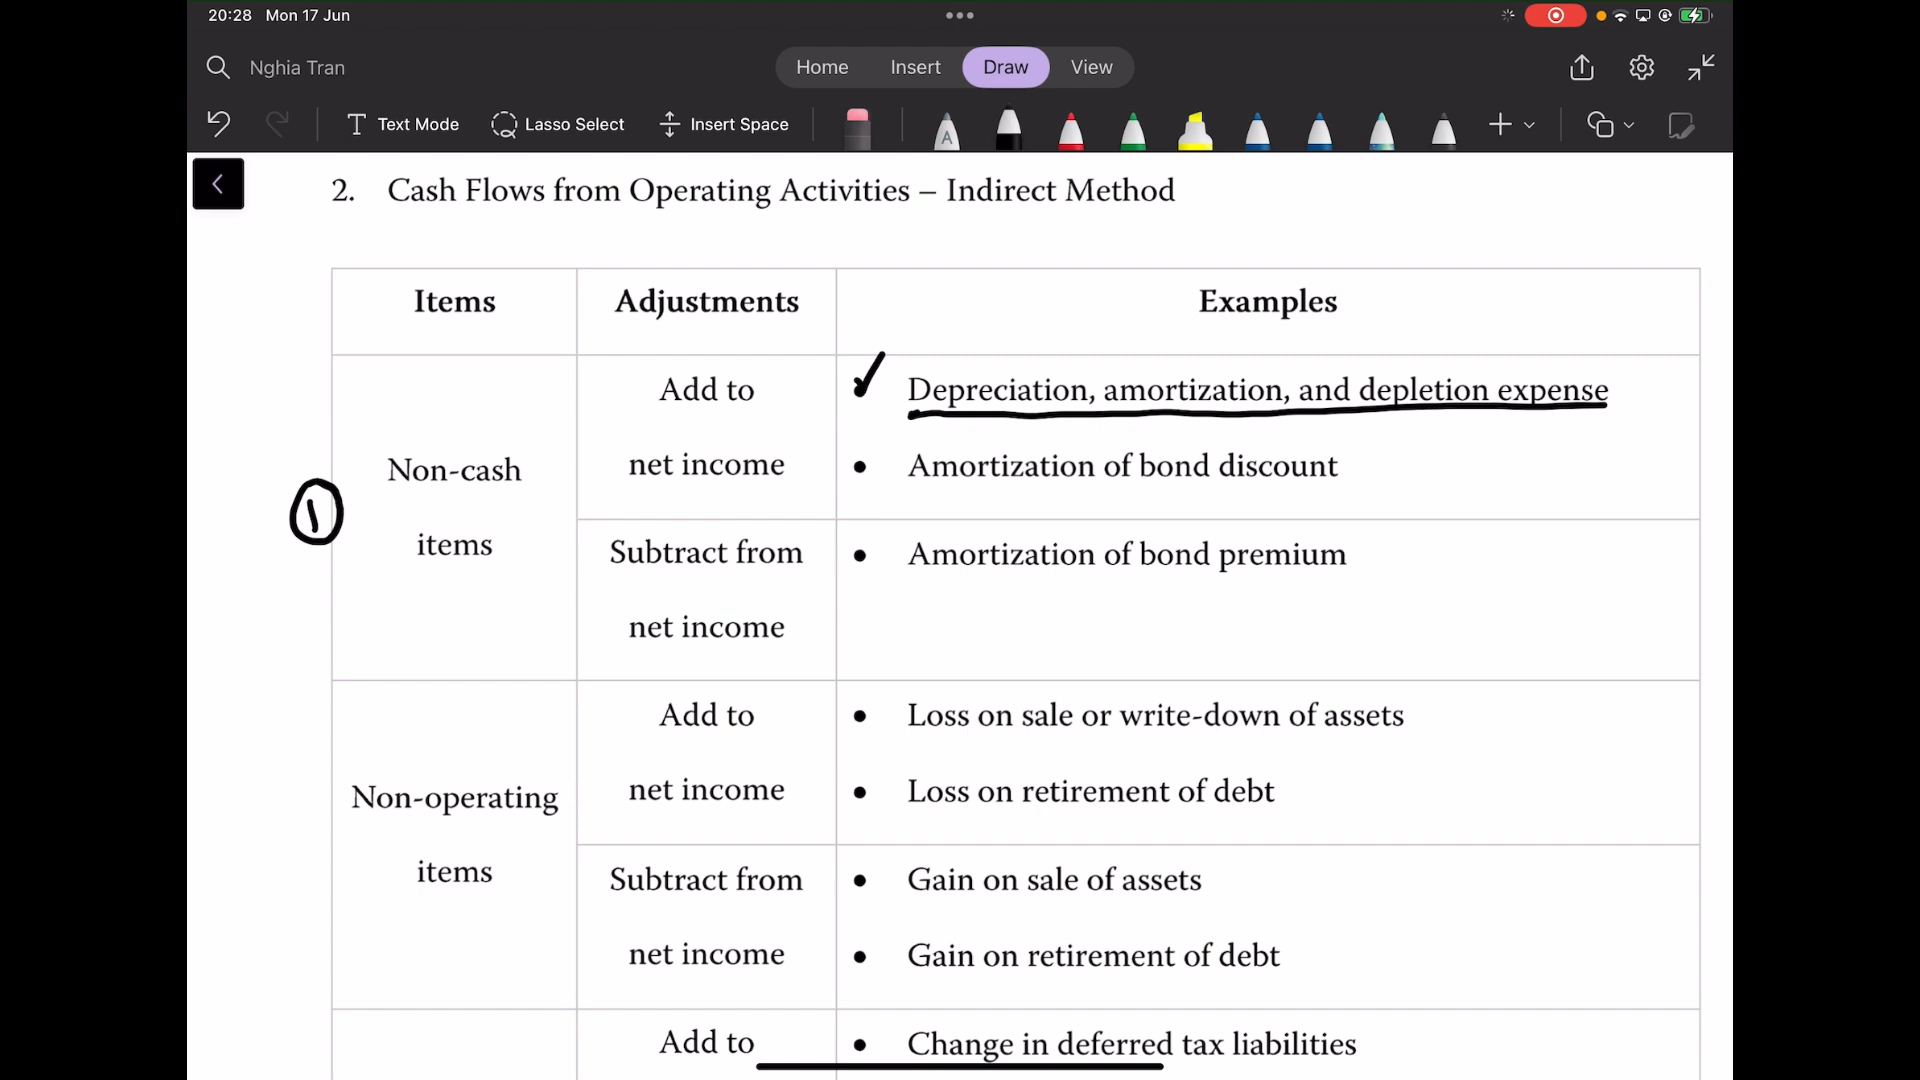 20:28 Mon 17 Jun
Nghia Tran
Home Insert Draw View
Text Mode Lasso Select Insert Space
A
2. Cash Flows from Operating Activities – Indirect Method
Items Adjustments Examples
Non-cash
items
1
Add to
net income
Depreciation, amortization, and depletion expense
• Amortization of bond discount
Subtract from
net income
• Amortization of bond premium
Non-operating
items
Add to
net income
• Loss on sale or write-down of assets
• Loss on retirement of debt
Subtract from
net income
• Gain on sale of assets
• Gain on retirement of debt
Add to
• Change in deferred tax liabilities